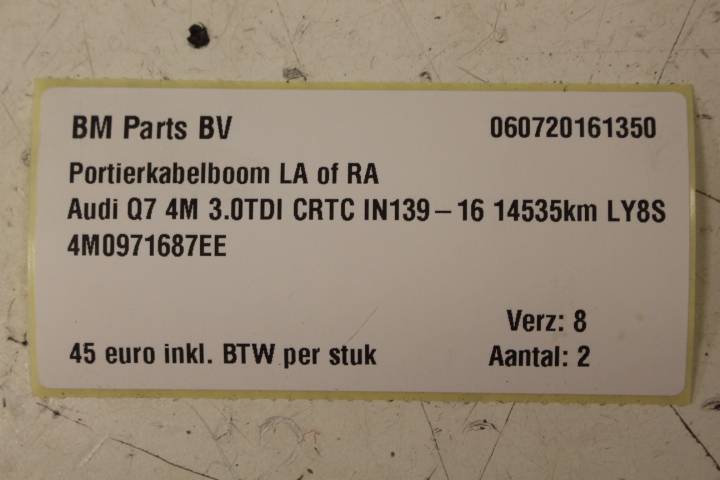 BM Parts BV 060720161350
Portierkabelboom LA of RA
Audi Q7 4M 3.0TDI CRTC IN139-16 14535km LY8S
4M0971687EE
Verz: 8
45 euro inkl. BTW per stuk Aantal: 2